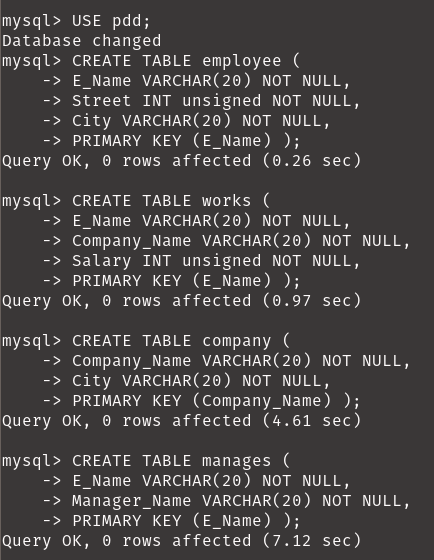 mysql> USE pdd;
Database changed
mysql> CREATE TABLE employee (
    -> E_Name VARCHAR(20) NOT NULL,
    -> Street INT unsigned NOT NULL,
    -> City VARCHAR(20) NOT NULL,
    -> PRIMARY KEY (E_Name) );
Query OK, 0 rows affected (0.26 sec)

mysql> CREATE TABLE works (
    -> E_Name VARCHAR(20) NOT NULL,
    -> Company_Name VARCHAR(20) NOT NULL,
    -> Salary INT unsigned NOT NULL,
    -> PRIMARY KEY (E_Name) );
Query OK, 0 rows affected (0.97 sec)

mysql> CREATE TABLE company (
    -> Company_Name VARCHAR(20) NOT NULL,
    -> City VARCHAR(20) NOT NULL,
    -> PRIMARY KEY (Company_Name) );
Query OK, 0 rows affected (4.61 sec)

mysql> CREATE TABLE manages (
    -> E_Name VARCHAR(20) NOT NULL,
    -> Manager_Name VARCHAR(20) NOT NULL,
    -> PRIMARY KEY (E_Name) );
Query OK, 0 rows affected (7.12 sec)